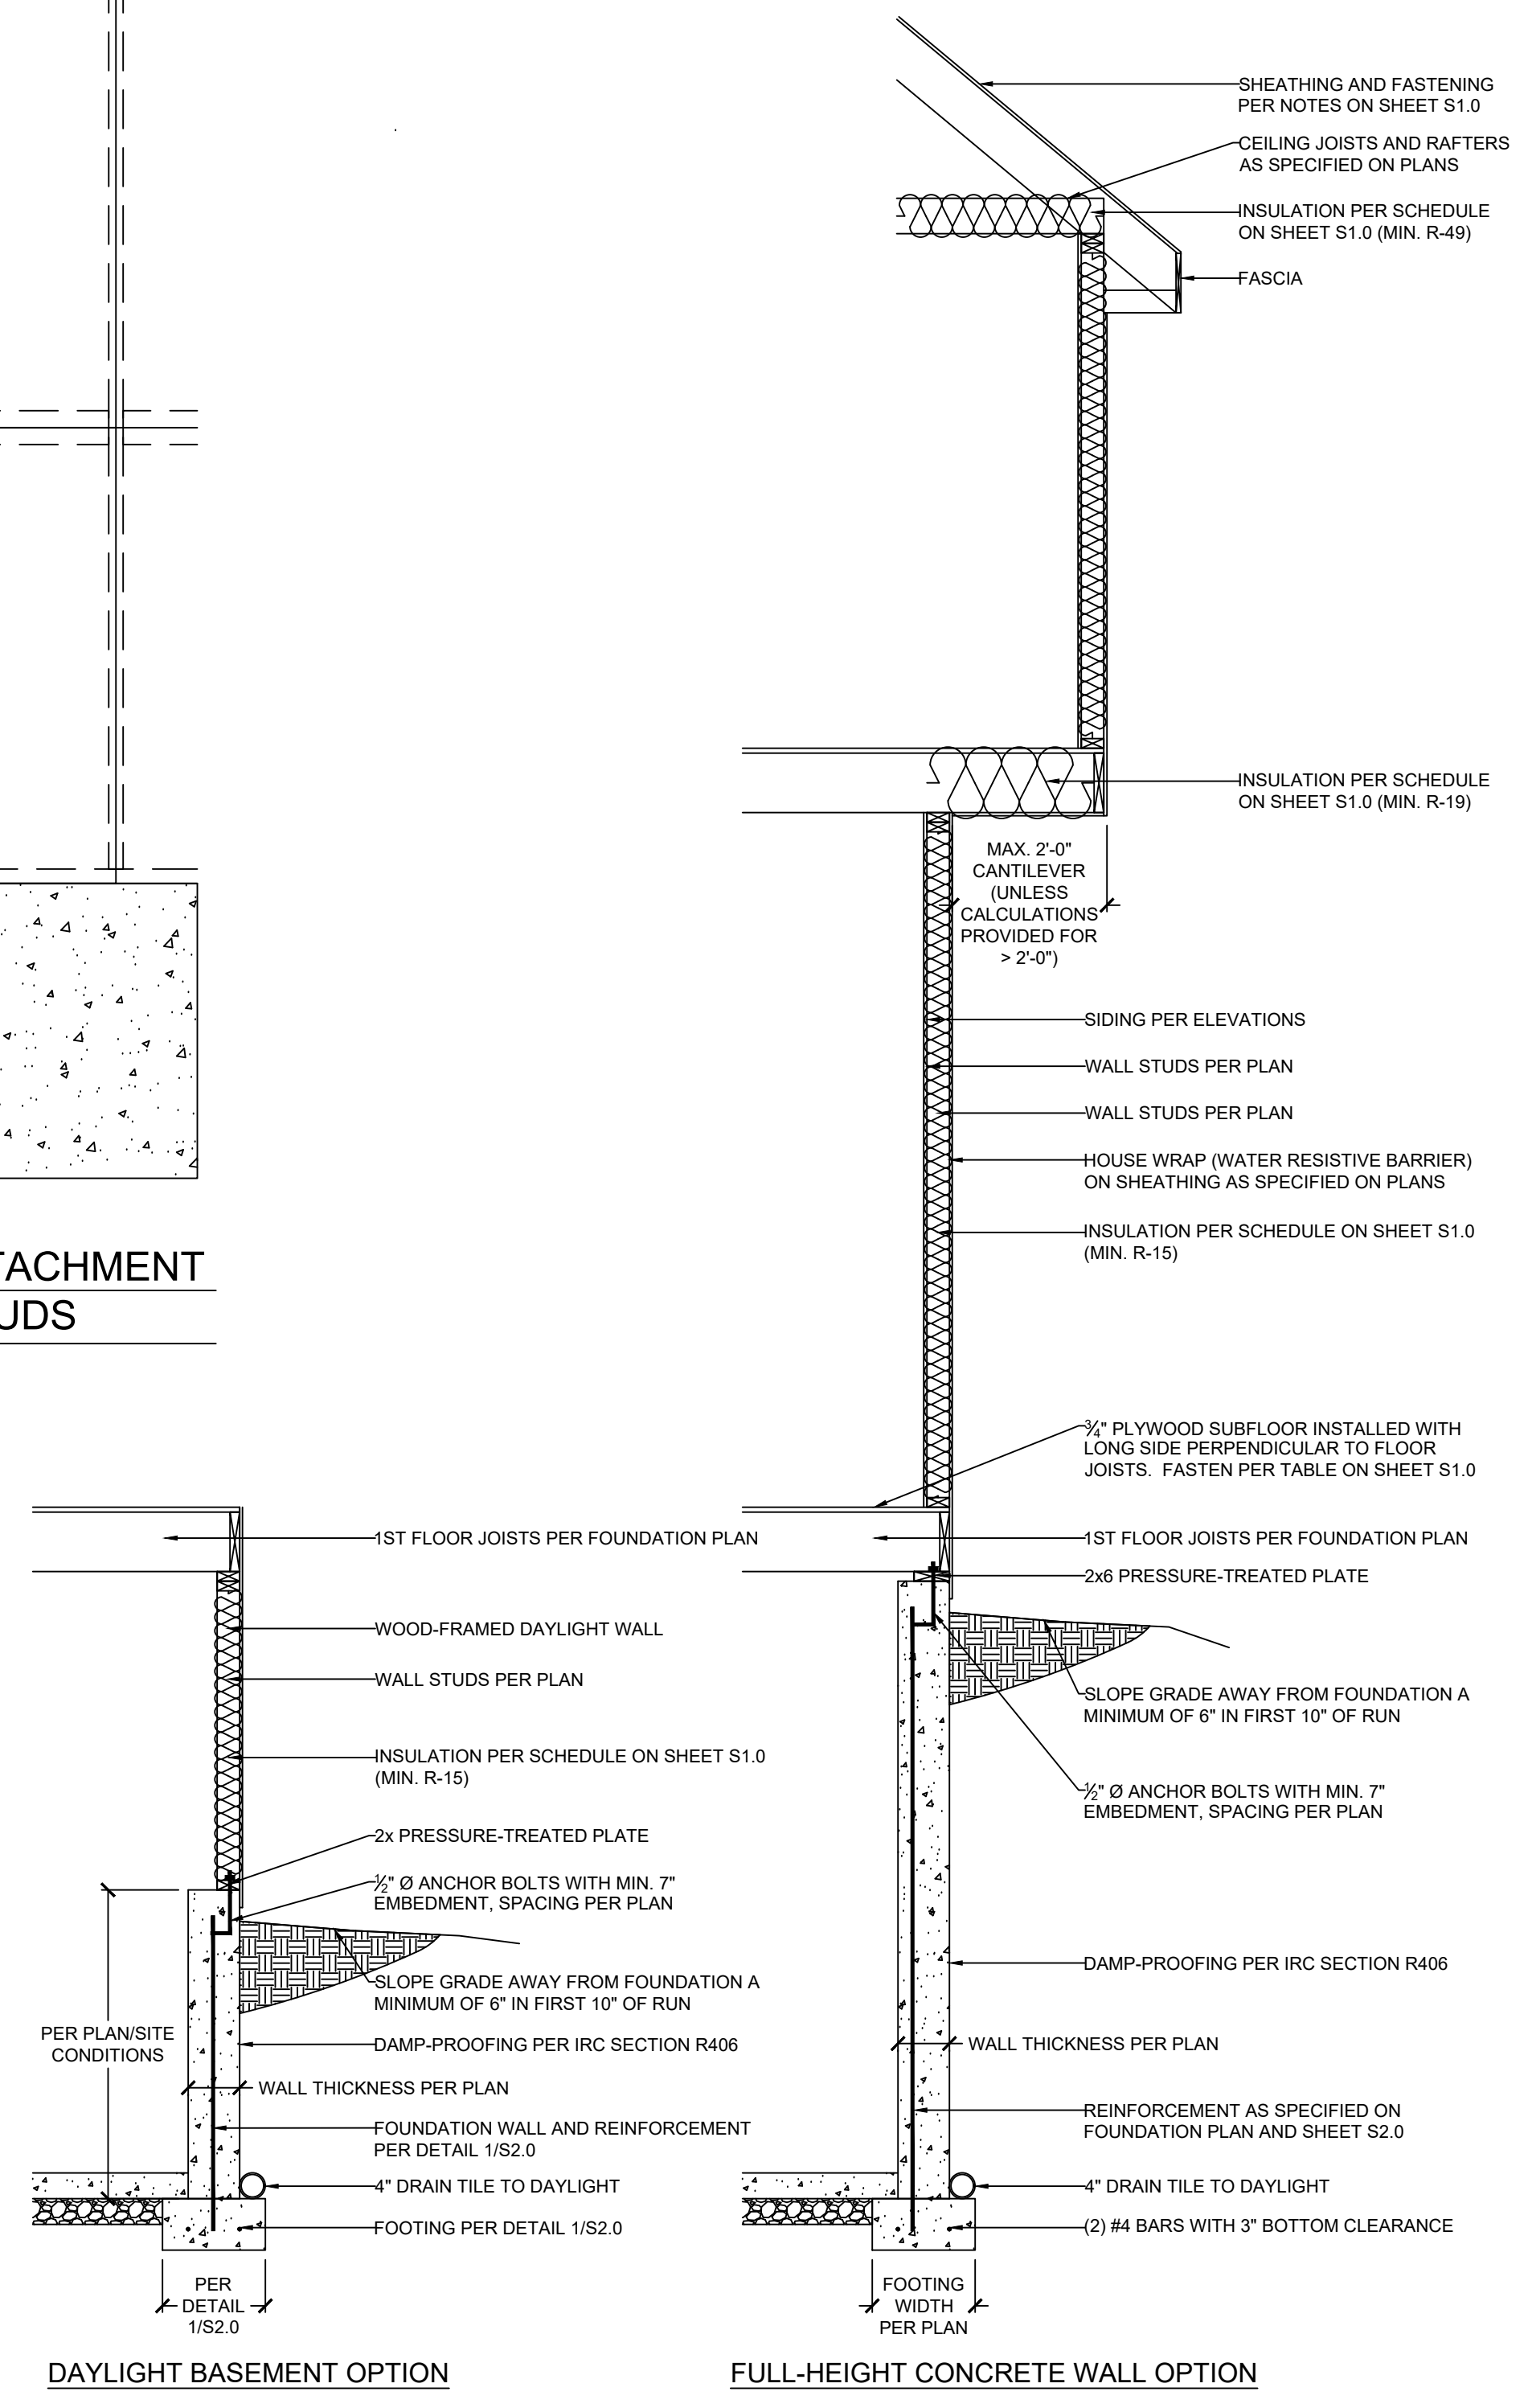 SHEATHING AND FASTENING
PER NOTES ON SHEET S1.0
CEILING JOISTS AND RAFTERS
AS SPECIFIED ON PLANS
INSULATION PER SCHEDULE
ON SHEET S1.0 (MIN. R-49)
FASCIA
INSULATION PER SCHEDULE
ON SHEET S1.0 (MIN. R-19)
MAX. 2'-0"
CANTILEVER
(UNLESS
CALCULATIONS
PROVIDED FOR
> 2'-0")
SIDING PER ELEVATIONS
WALL STUDS PER PLAN
WALL STUDS PER PLAN
HOUSE WRAP (WATER RESISTIVE BARRIER)
ON SHEATHING AS SPECIFIED ON PLANS
INSULATION PER SCHEDULE ON SHEET S1.0
(MIN. R-15)
TACHMENT
UDS
¾" PLYWOOD SUBFLOOR INSTALLED WITH
LONG SIDE PERPENDICULAR TO FLOOR
JOISTS. FASTEN PER TABLE ON SHEET S1.0
1ST FLOOR JOISTS PER FOUNDATION PLAN
2x6 PRESSURE-TREATED PLATE
SLOPE GRADE AWAY FROM FOUNDATION A
MINIMUM OF 6" IN FIRST 10" OF RUN
½" Ø ANCHOR BOLTS WITH MIN. 7"
EMBEDMENT, SPACING PER PLAN
DAMP-PROOFING PER IRC SECTION R406
WALL THICKNESS PER PLAN
REINFORCEMENT AS SPECIFIED ON
FOUNDATION PLAN AND SHEET S2.0
4" DRAIN TILE TO DAYLIGHT
(2) #4 BARS WITH 3" BOTTOM CLEARANCE
FOOTING
WIDTH
PER PLAN
FULL-HEIGHT CONCRETE WALL OPTION
1ST FLOOR JOISTS PER FOUNDATION PLAN
WOOD-FRAMED DAYLIGHT WALL
WALL STUDS PER PLAN
INSULATION PER SCHEDULE ON SHEET S1.0
(MIN. R-15)
2x PRESSURE-TREATED PLATE
½" Ø ANCHOR BOLTS WITH MIN. 7"
EMBEDMENT, SPACING PER PLAN
SLOPE GRADE AWAY FROM FOUNDATION A
MINIMUM OF 6" IN FIRST 10" OF RUN
PER PLAN/SITE
CONDITIONS
DAMP-PROOFING PER IRC SECTION R406
WALL THICKNESS PER PLAN
FOUNDATION WALL AND REINFORCEMENT
PER DETAIL 1/S2.0
4" DRAIN TILE TO DAYLIGHT
FOOTING PER DETAIL 1/S2.0
PER
DETAIL
1/S2.0
DAYLIGHT BASEMENT OPTION